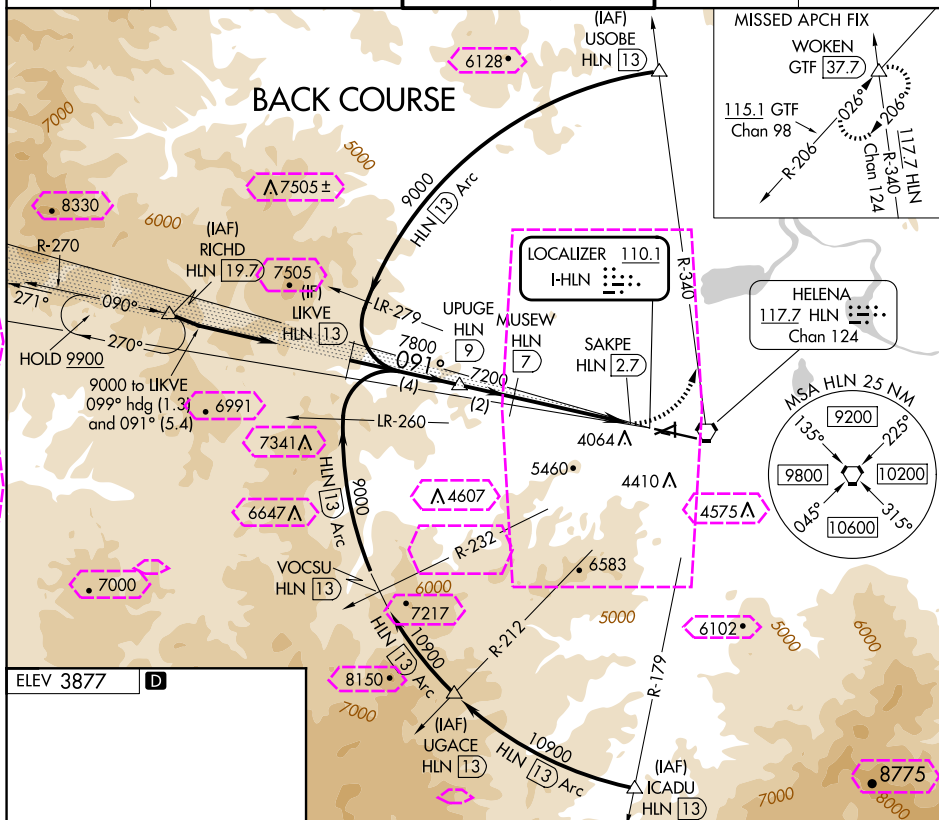 (IAF)
USOBE
HLN 13
6128
BACK COURSE
7000
5000
7505 ±
8330
6000
9000
HLN 13 Arc
MISSED APCH FIX
WOKEN
GTF 37.7
115.1 GTF
Chan 98
026°
206°
R-206
117.7 HLN
R-340
Chan 124
R-270
(IAF)
RICHD
HLN 19.7
7505
(IF)
LIKVE
HLN 13
271°
090°
270°
HOLD 9900
LR-279
UPUGE
HLN
9
MUSEW
HLN
7
LOCALIZER 110.1
I-HLN
R-340
SAKPE
HLN 2.7
HELENA
117.7 HLN
Chan 124
7800
091°
(4)
7200
(2)
9000 to LIKVE
099° hdg (1.3)
and 091° (5.4)
6991
LR-260
7341
4064
5460
4410
MSA HLN 25 NM
9200
135°
225°
9800
10200
045°
315°
10600
9000
HLN 13 Arc
6647
4607
4575
R-232
VOCSU
HLN 13
7000
6000
7217
6583
5000
6102
5000
6000
10900
HLN 13 Arc
R-212
R-179
ELEV 3877 D
8150
7000
(IAF)
UGACE
HLN 13
10900
HLN 13 Arc
(IAF)
ICADU
HLN 13
7000
8775
8000